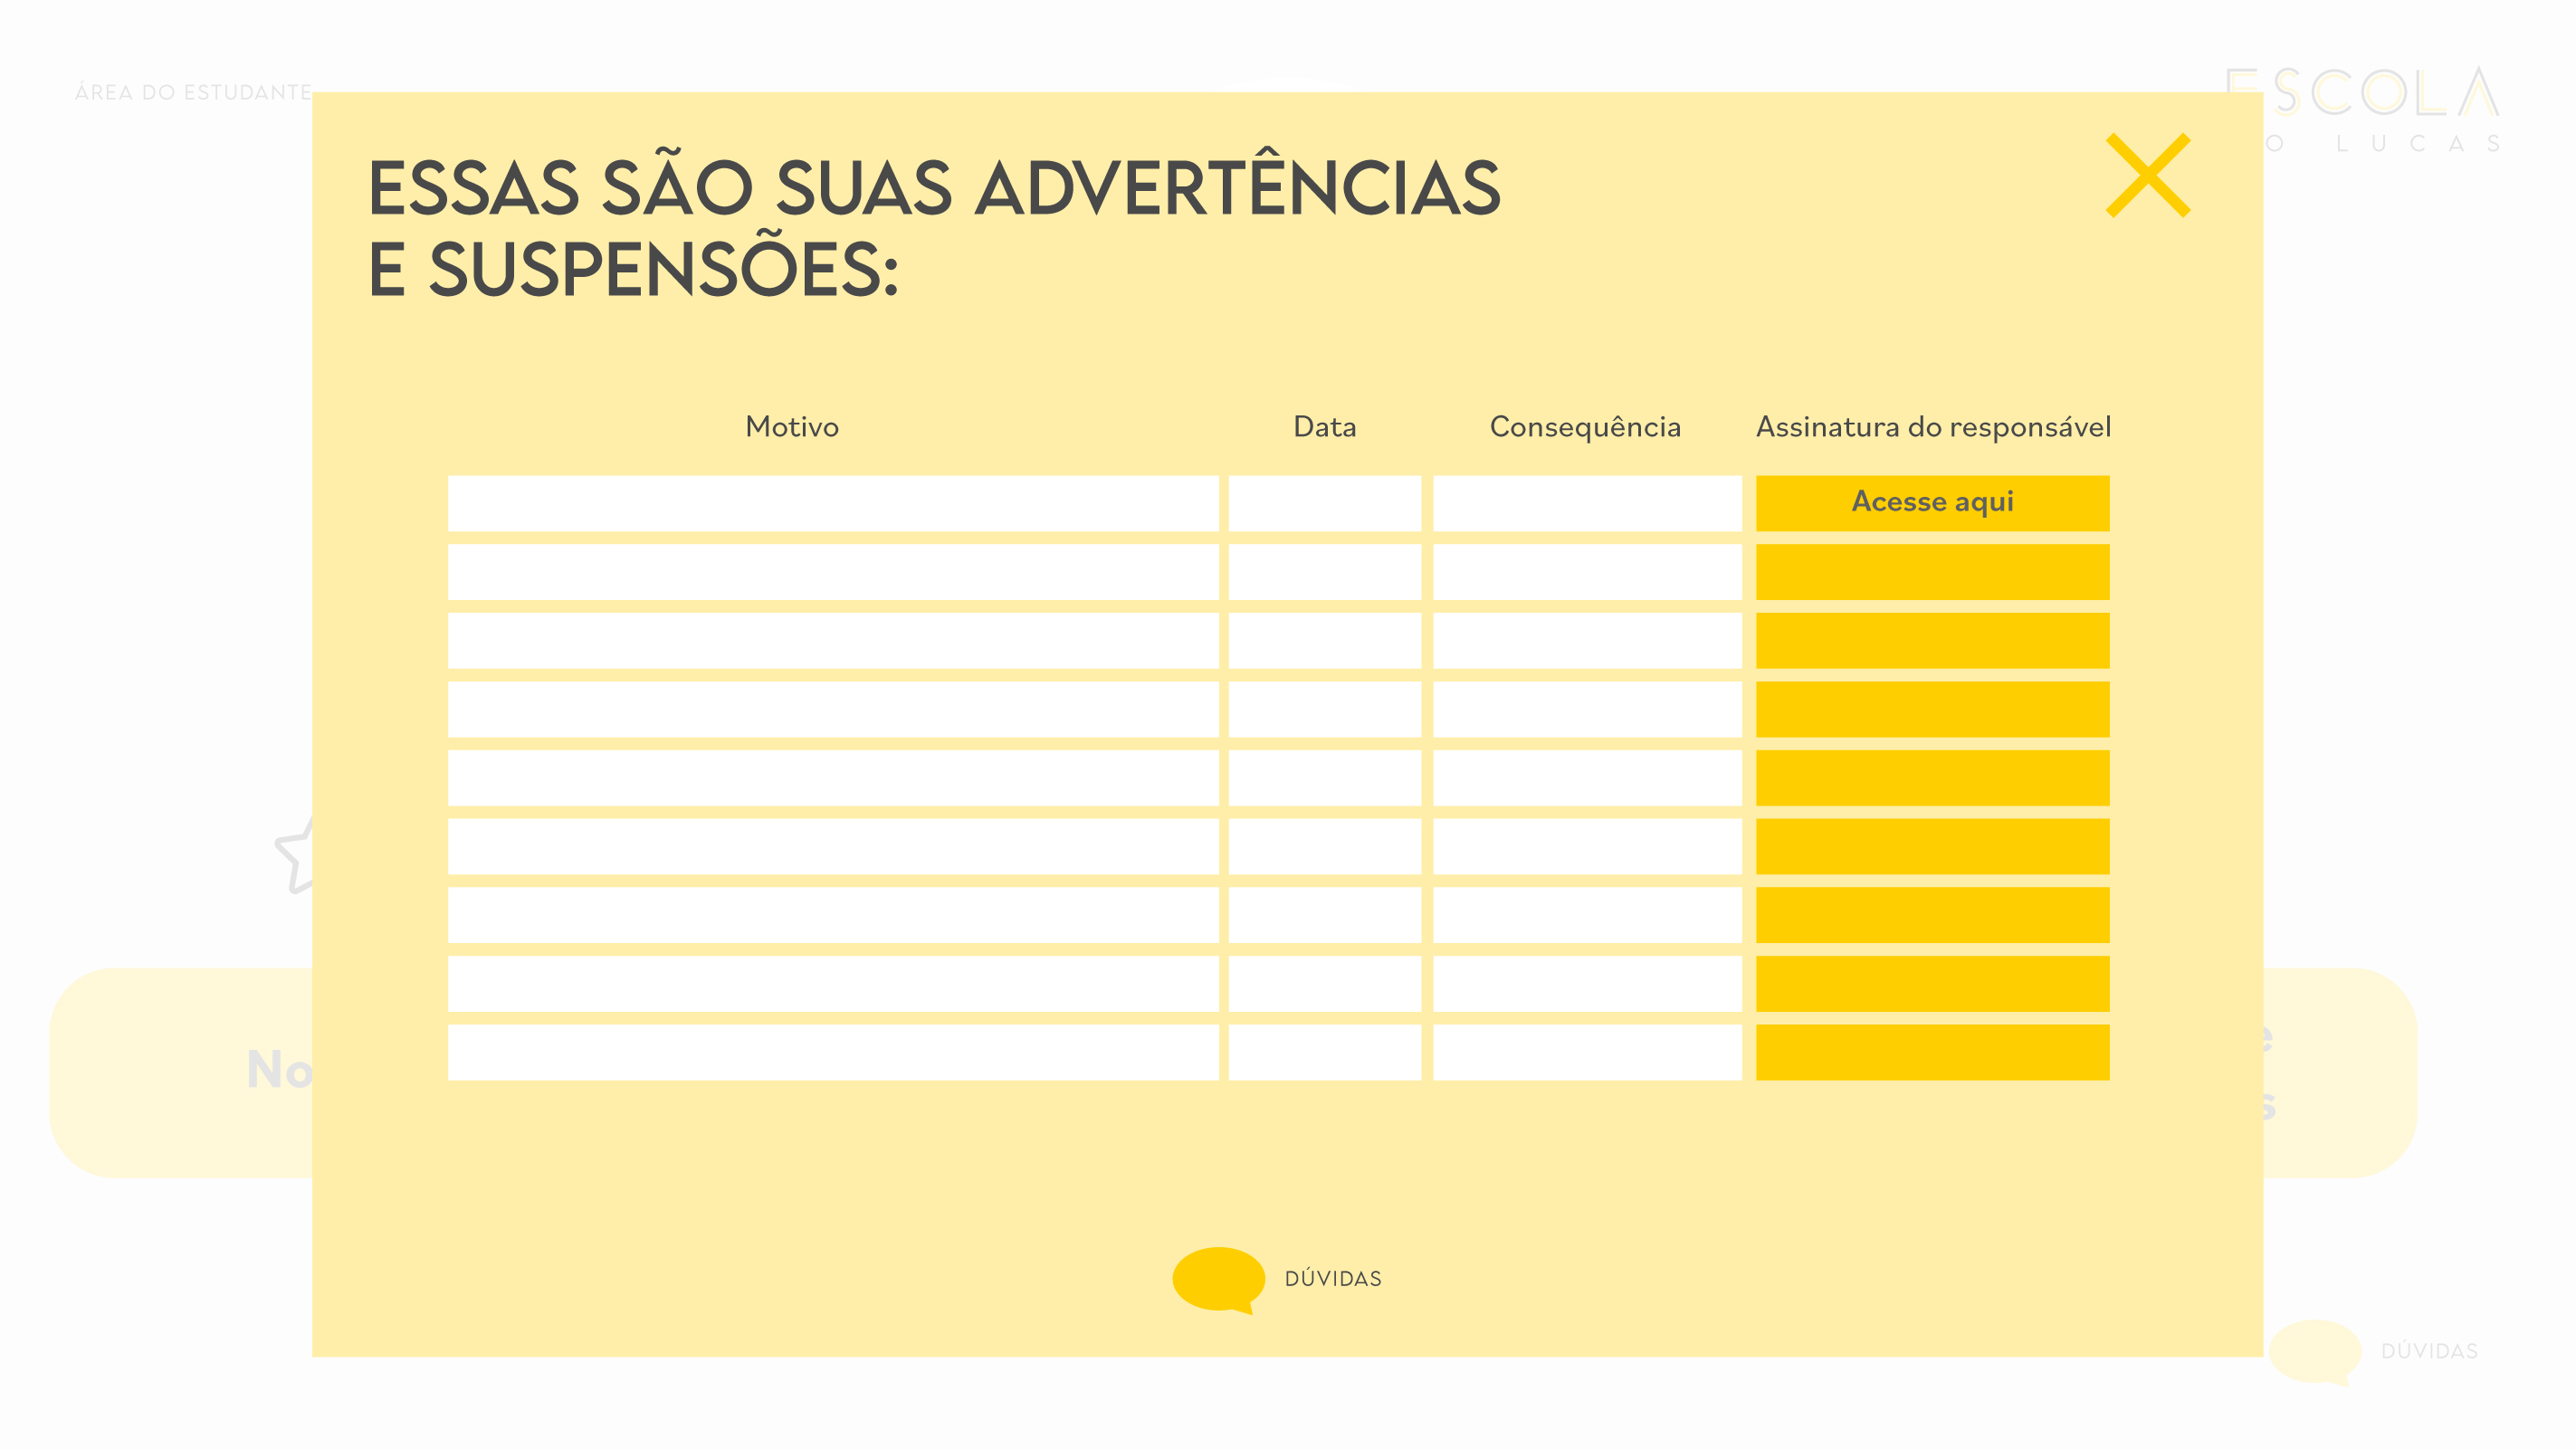 ÁREA DO ESTUDANTE
ESCOLA
O LUCAS
ESSAS SÃO SUAS ADVERTÊNCIAS
E SUSPENSÕES:
Motivo Data Consequência Assinatura do responsável
Acesse aqui
No
e
s
DÚVIDAS
DÚVIDAS